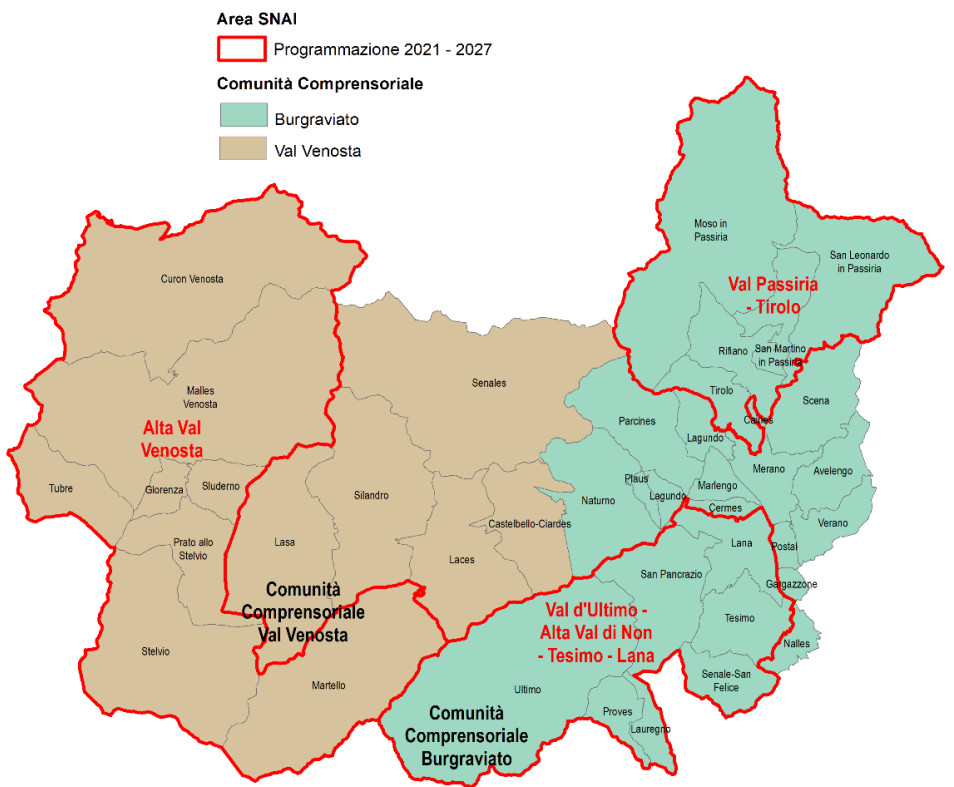 Area SNAI
Programmazione 2021 - 2027
Comunità Comprensoriale
Burgraviato
Val Venosta
Moso in
Passiria
San Leonardo
in Passiria
Curon Venosta
Val Passiria
- Tirolo
Rifiano
San Martino
in Passiria
Senales
Malles
Venosta
Tirolo
Scena
Alta Val
Venosta
Parcines
Caines
Lagundo
Merano
Avelengo
Tubre
Glorenza
Sluderno
Silandro
Naturno
Plaus
Lagundo
Marlengo
Cermes
Verano
Castelbello-Ciardes
Prato allo
Stelvio
Lasa
Laces
Lana
Postal
San Pancrazio
Gargazzone
Comunità
Comprensoriale
Val Venosta
Val d'Ultimo -
Alta Val di Non
- Tesimo - Lana
Tesimo
Nalles
Stelvio
Martello
Ultimo
Senale-San
Felice
Proves
Lauregno
Comunità
Comprensoriale
Burgraviato